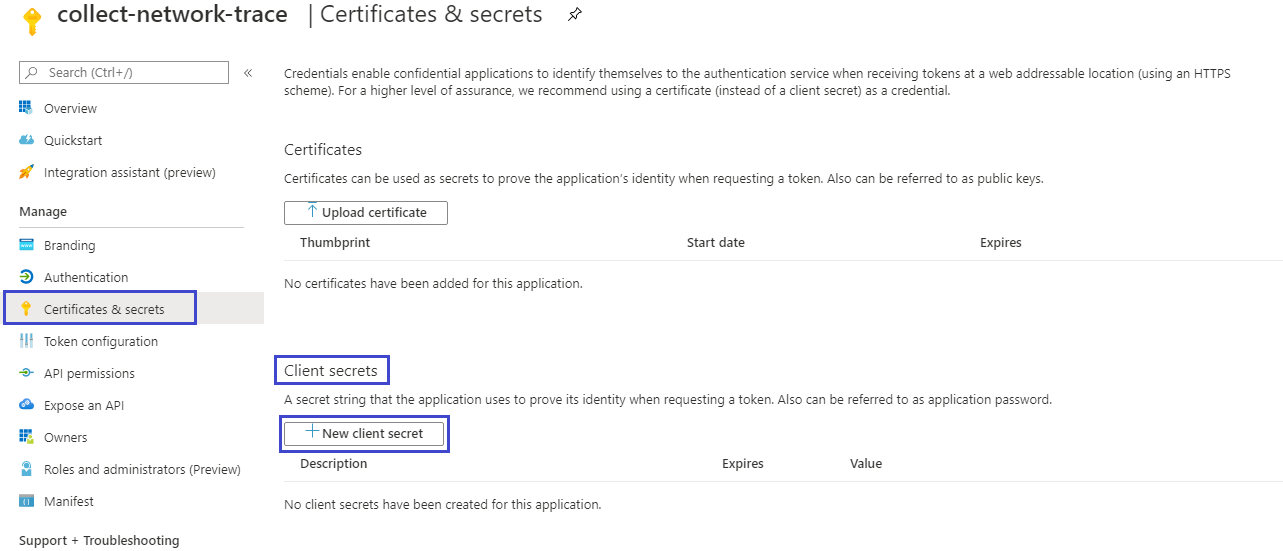 collect-network-trace | Certificates & secrets
Search (Ctrl+/)
«
Overview
Quickstart
Integration assistant (preview)
Manage
Branding
Authentication
Certificates & secrets
Token configuration
API permissions
Expose an API
Owners
Roles and administrators (Preview)
Manifest
Support + Troubleshooting
Credentials enable confidential applications to identify themselves to the authentication service when receiving tokens at a web addressable location (using an HTTPS
scheme). For a higher level of assurance, we recommend using a certificate (instead of a client secret) as a credential.
Certificates
Certificates can be used as secrets to prove the application's identity when requesting a token. Also can be referred to as public keys.
Upload certificate
Thumbprint Start date Expires
No certificates have been added for this application.
Client secrets
A secret string that the application uses to prove its identity when requesting a token. Also can be referred to as application password.
New client secret
Description Expires Value
No client secrets have been created for this application.